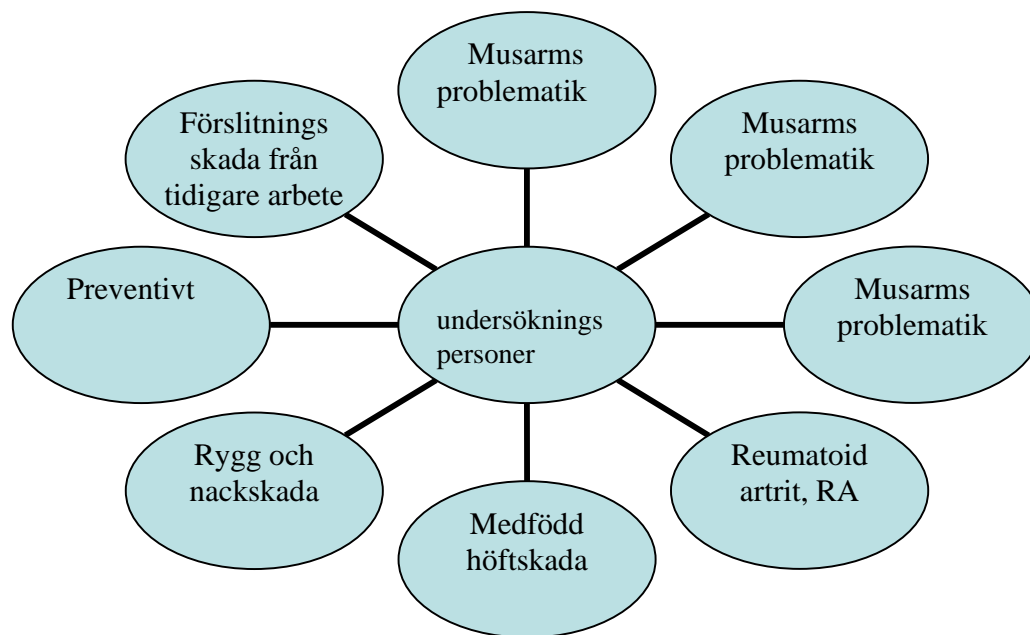 Musarms
problematik
Förslitnings
skada från
tidigare arbete
Musarms
problematik
Preventivt
undersöknings
personer
Musarms
problematik
Rygg och
nackskada
Medfödd
höftskada
Reumatoid
artrit, RA